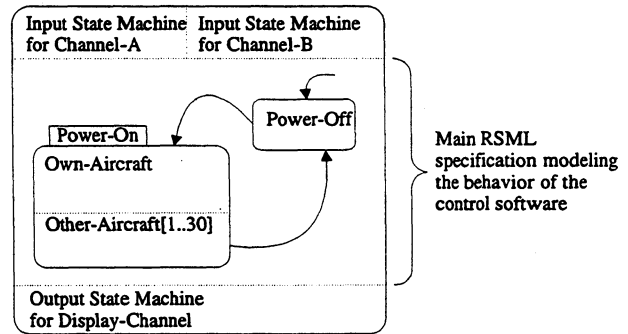 Input State Machine
for Channel-A
Input State Machine
for Channel-B
Power-Off
Power-On
Own-Aircraft
Other-Aircraft[1..30]
Output State Machine
for Display-Channel
Main RSML
specification modeling
the behavior of the
control software